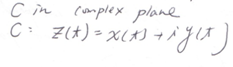 C in complex plane
C: z(t) = x(t) + i y(t)